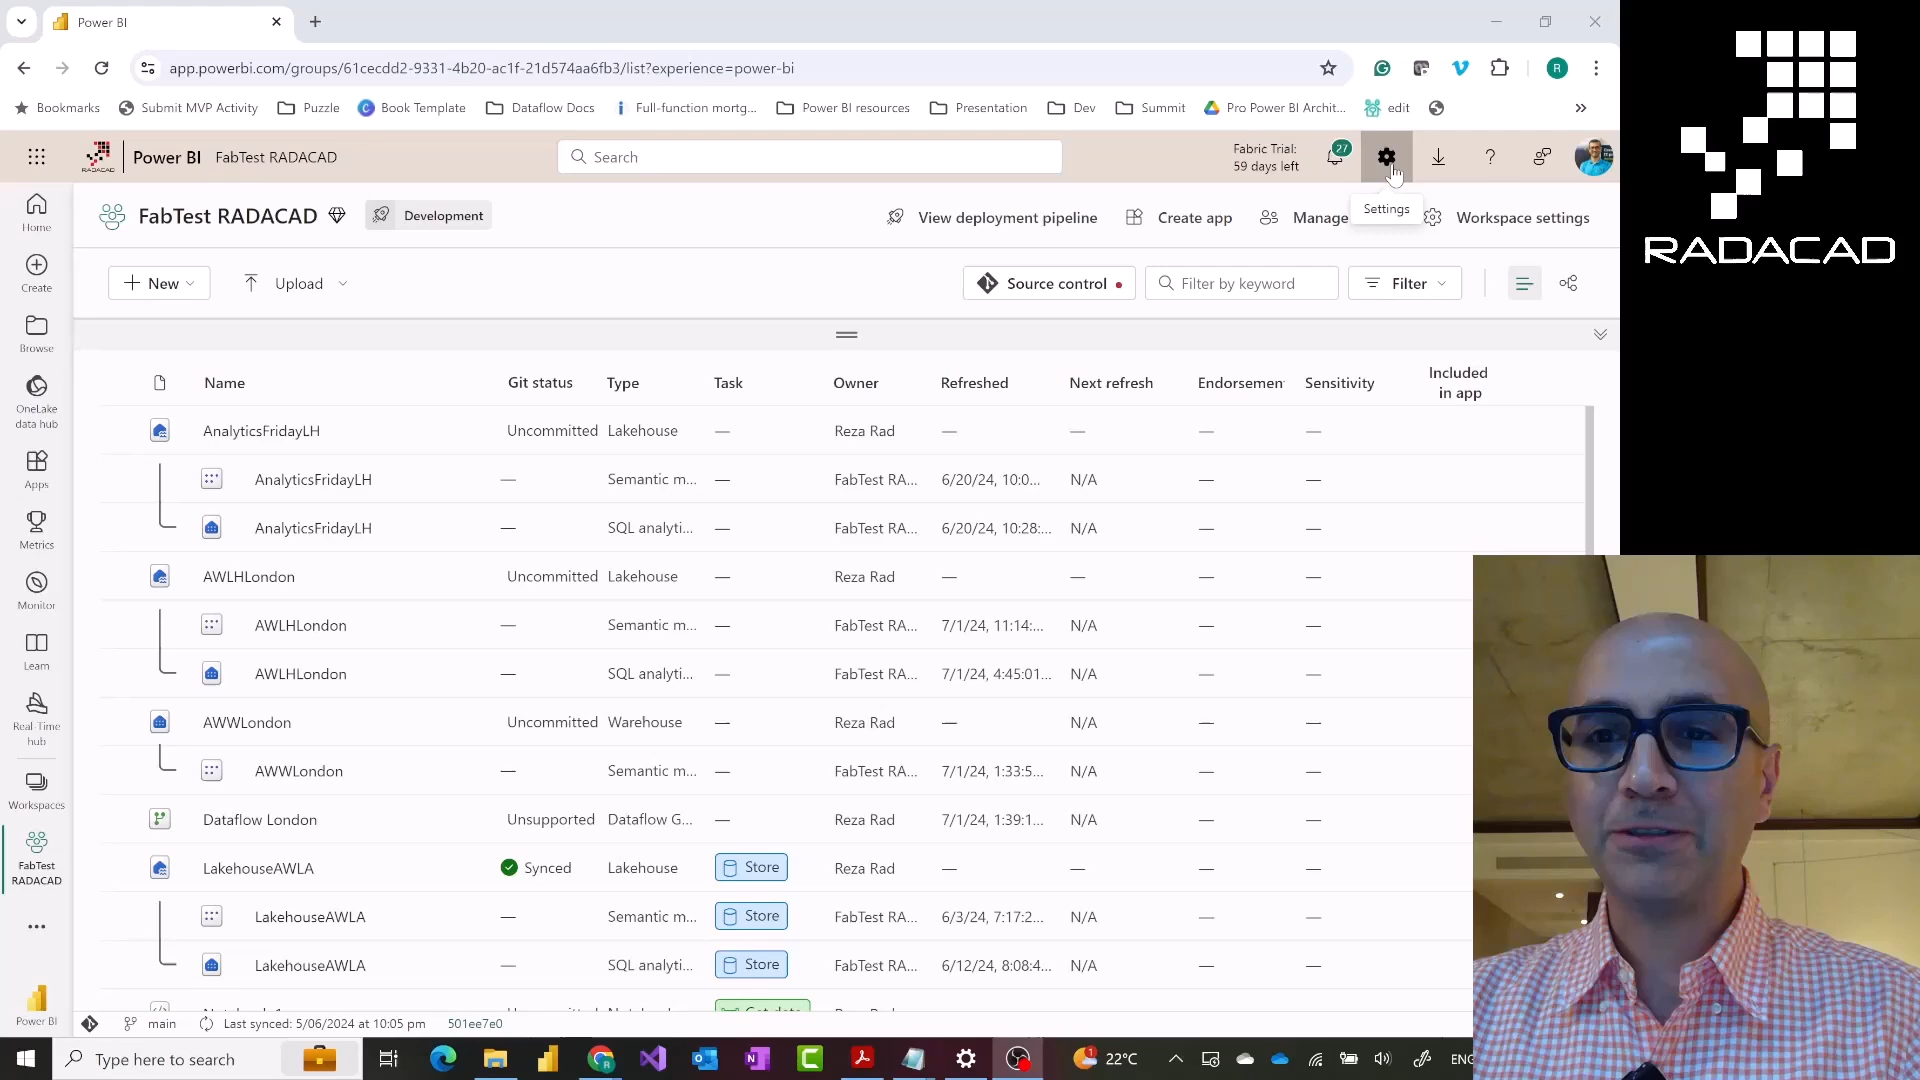 Power BI
app.powerbi.com/groups/61cecdd2-9331-4b20-ac1f-21d574aa6fb3/list?experience=power-bi
R
Bookmarks Submit MVP Activity Puzzle Book Template Dataflow Docs Full-function mortg... Power BI resources Presentation Dev Summit Pro Power BI Archit... edit
RADACAD
Power BI FabTest RADACAD
Search
Fabric Trial:
59 days left
27
Settings
RADACAD
FabTest RADACAD Development
View deployment pipeline Create app Manage Workspace settings
New Upload
Source control Filter by keyword Filter
Home
Create
Browse
OneLake
data hub
Apps
Metrics
Monitor
Learn
Real-Time
hub
Workspaces
FabTest
RADACAD
Power BI
Name Git status Type Task Owner Refreshed Next refresh Endorsemen Sensitivity Included
in app
AnalyticsFridayLH Uncommitted Lakehouse — Reza Rad — — — —
AnalyticsFridayLH — Semantic m... — FabTest RA... 6/20/24, 10:0... N/A — —
AnalyticsFridayLH — SQL analyti... — FabTest RA... 6/20/24, 10:28:... N/A — —
AWLHLondon Uncommitted Lakehouse — Reza Rad — — — —
AWLHLondon — Semantic m... — FabTest RA... 7/1/24, 11:14:... N/A — —
AWLHLondon — SQL analyti... — FabTest RA... 7/1/24, 4:45:01... N/A — —
AWWLondon Uncommitted Warehouse — Reza Rad — N/A — —
AWWLondon — Semantic m... — FabTest RA... 7/1/24, 1:33:5... N/A — —
Dataflow London Unsupported Dataflow G... — Reza Rad 7/1/24, 1:39:1... N/A — —
LakehouseAWLA Synced Lakehouse Store Reza Rad — — — —
LakehouseAWLA — Semantic m... Store FabTest RA... 6/3/24, 7:17:2... N/A — —
LakehouseAWLA — SQL analyti... Store FabTest RA... 6/12/24, 8:08:4... N/A — —
main Last synced: 5/06/2024 at 10:05 pm 501ee7e0
Type here to search
1
22°C
ENG